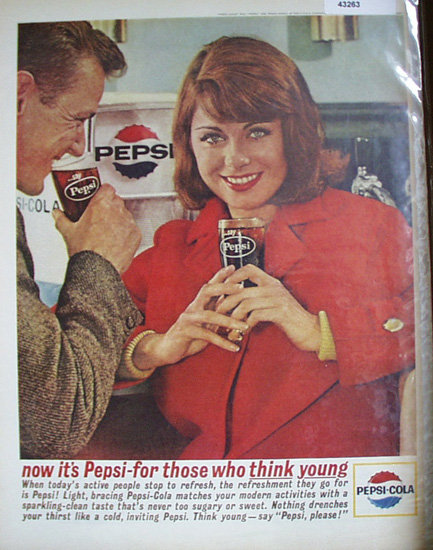 43263
PEPSI
SI-COLA
say
Pepsi
say
Pepsi
now it's Pepsi-for those who think young
When today's active people stop to refresh, the refreshment they go for
is Pepsi! Light, bracing Pepsi-Cola matches your modern activities with a
sparkling-clean taste that's never too sugary or sweet. Nothing drenches
your thirst like a cold, inviting Pepsi. Think young—say "Pepsi, please!"
PEPSI-COLA